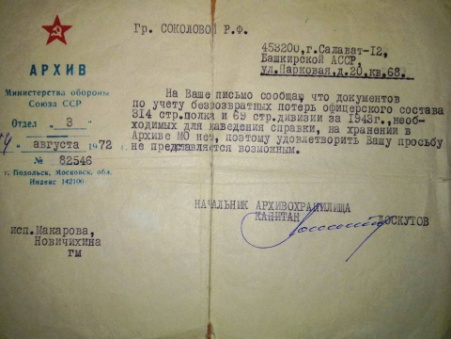 Гр. СОКОЛОВОЙ Р.Ф.
453200, г. Салават-12,
Башкирской АССР,
ул.Парковая, д.20, кв.68.
АРХИВ
Министерства обороны
Союза ССР
Отдел 3
августа 1972
№ 82546
г. Подольск, Московск. обл.
Индекс 142100
На Ваше письмо сообщаю, что документов
по учету безвозвратных потерь офицерского состава
314 стр.полка и 69 стр.дивизии за 1943г., необ-
ходимых для наведения справки, на хранении в
Архиве МО нет, поэтому удовлетворить Вашу просьбу
не представляется возможным.
НАЧАЛЬНИК АРХИВОХРАНИЛИЩА
КАПИТАН ЛОСКУТОВ
исп.Макарова,
Новичихина
гм